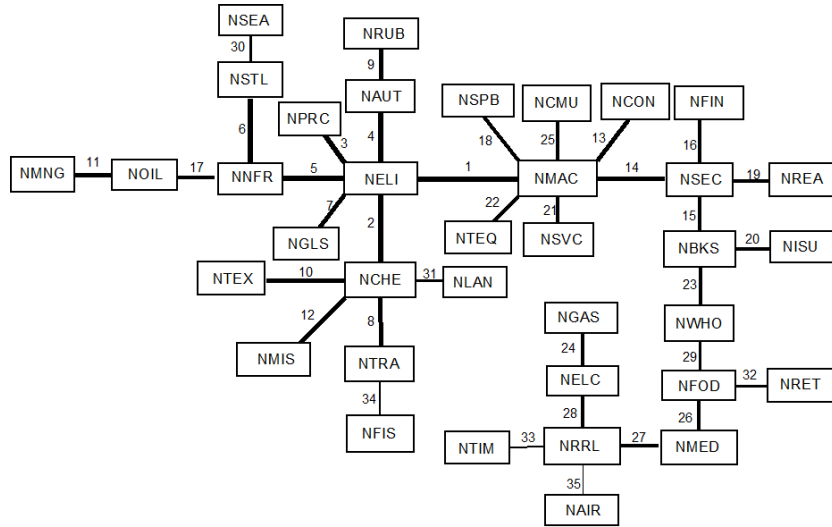 NSEA
30
NSTL
NRUB
9
NAUT
NPRC
3
4
6
NSPB
NCMU
NCON
NFIN
18
25
13
16
NMNG
11
NOIL
17
NNFR
5
NELI
1
NMAC
14
NSEC
19
NREA
7
2
22
21
15
NGLS
NTEQ
NSVC
NBKS
20
NISU
NTEX
10
NCHE
31
NLAN
23
12
8
NGAS
NWHO
NMIS
NTRA
24
29
34
NELC
NFOD
32
NRET
NFIS
28
26
NTIM
33
NRRL
27
NMED
35
NAIR